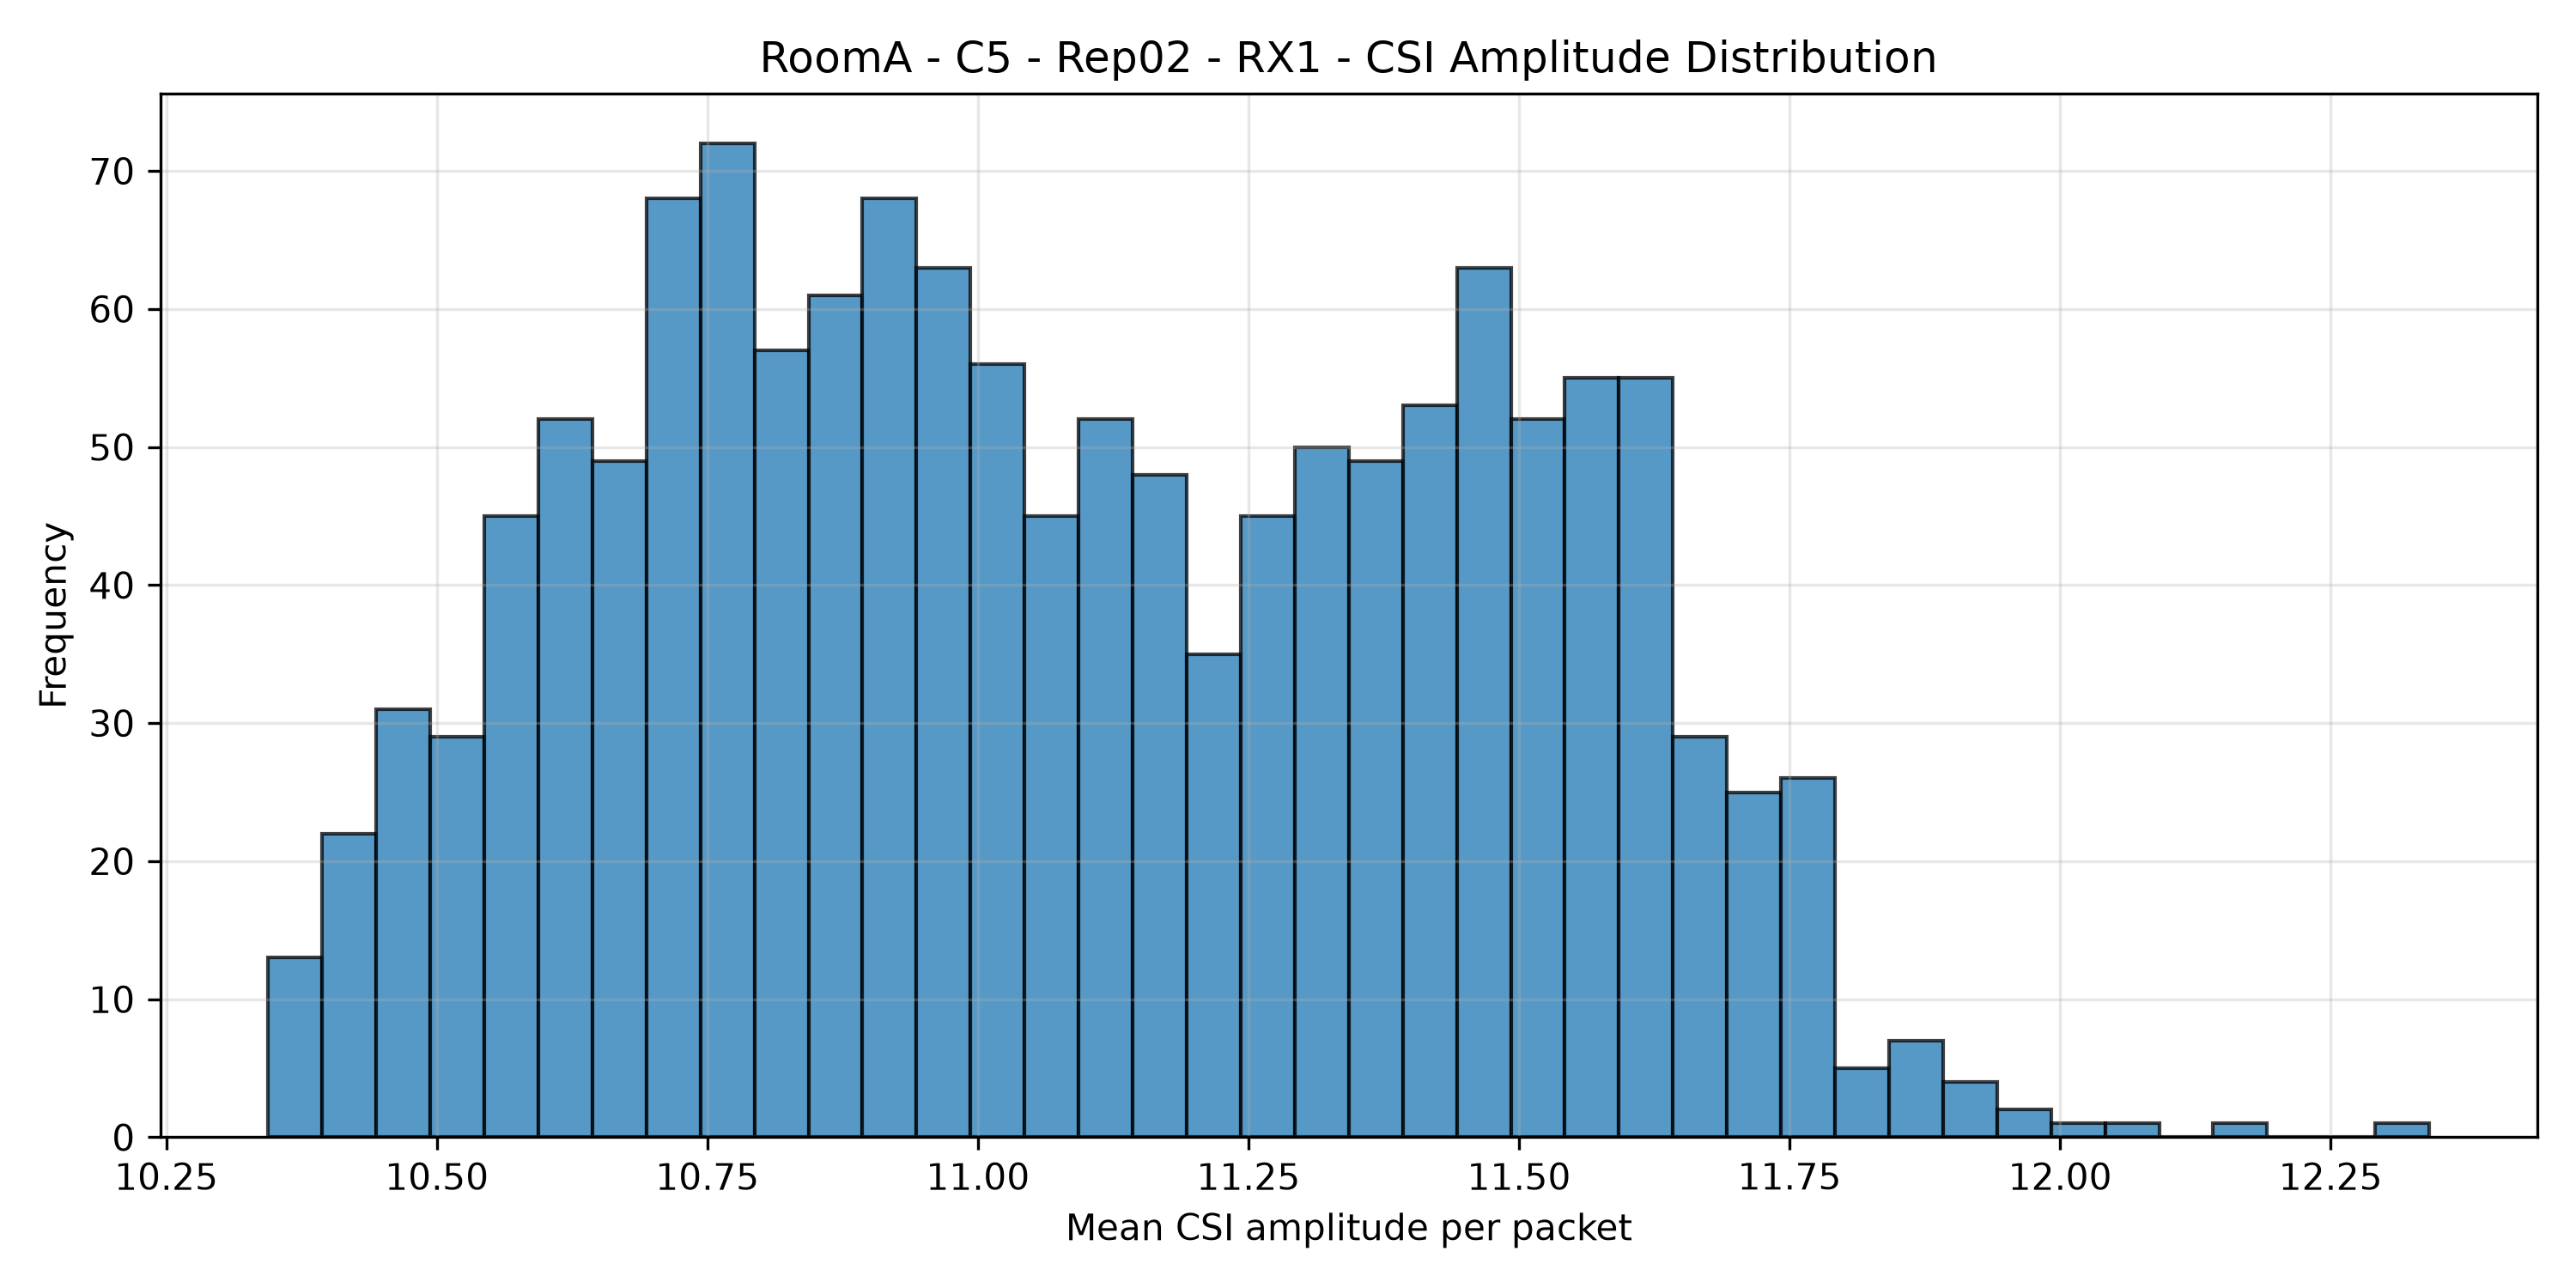 RoomA - C5 - Rep02 - RX1 - CSI Amplitude Distribution
Frequency
70
60
50
40
30
20
10
0
10.25 10.50 10.75 11.00 11.25 11.50 11.75 12.00 12.25
Mean CSI amplitude per packet